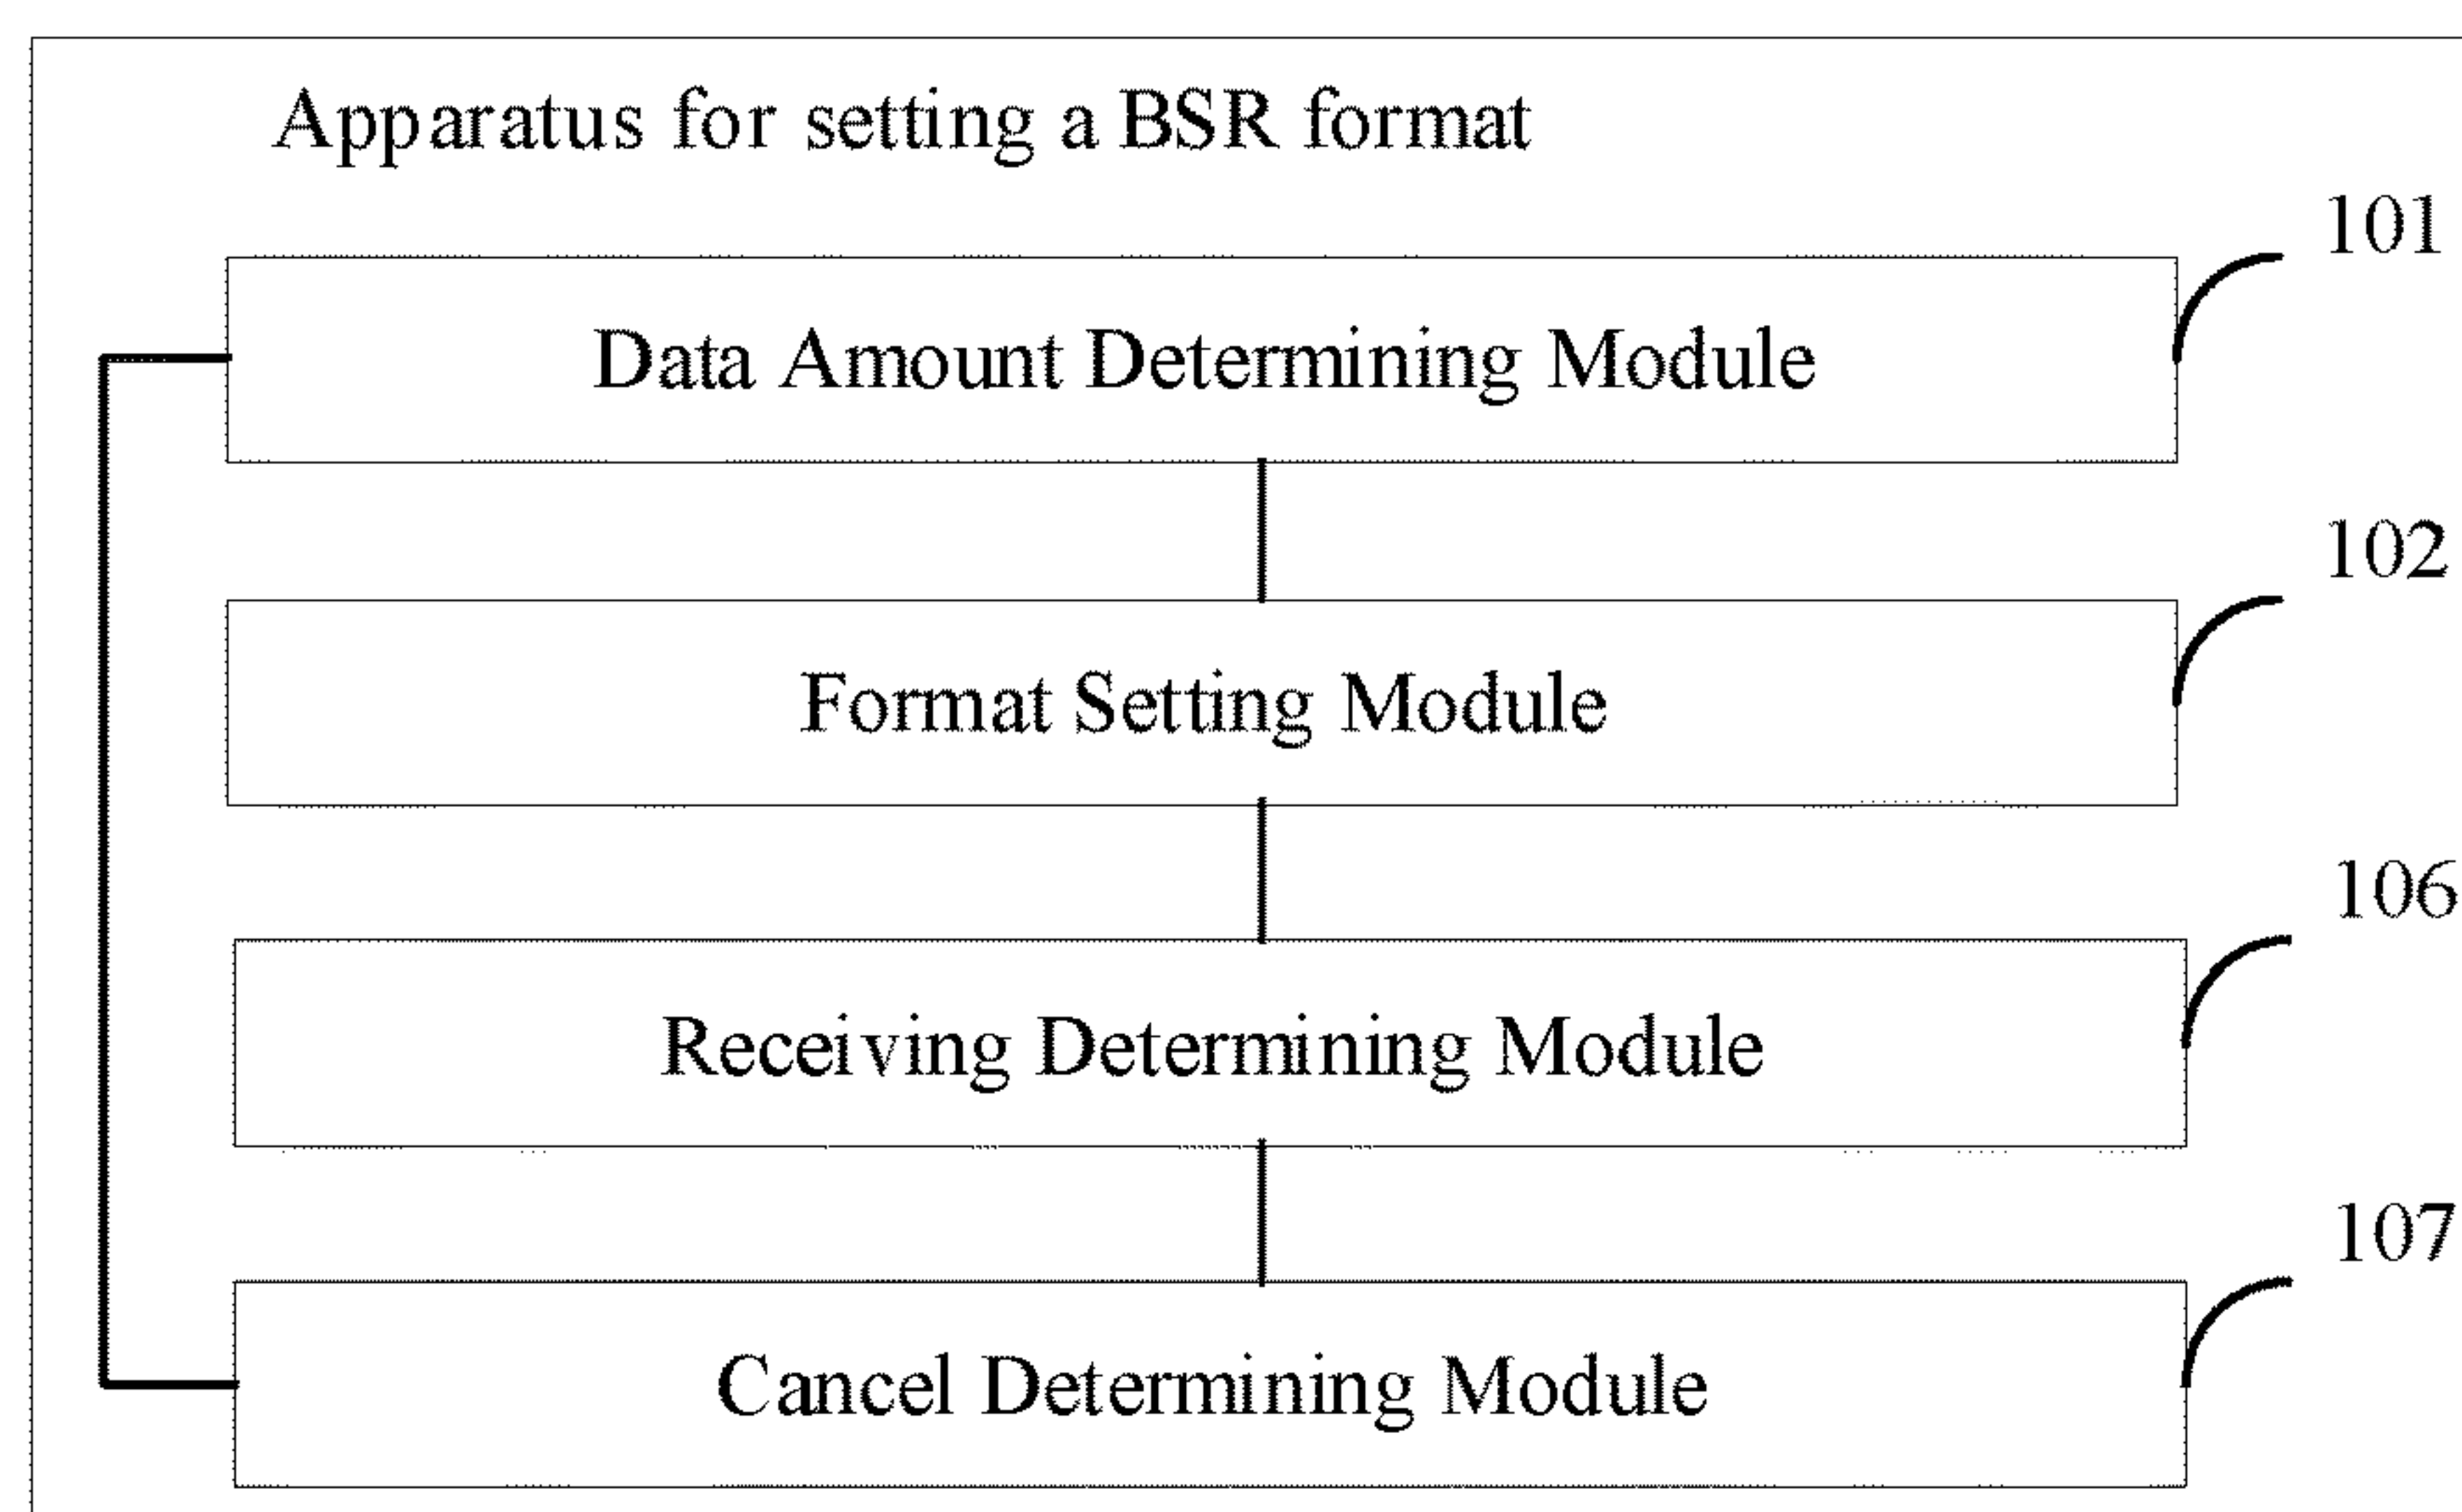 Apparatus for setting a BSR format
101
Data Amount Determining Module
102
Format Setting Module
106
Receiving Determining Module
107
Cancel Determining Module